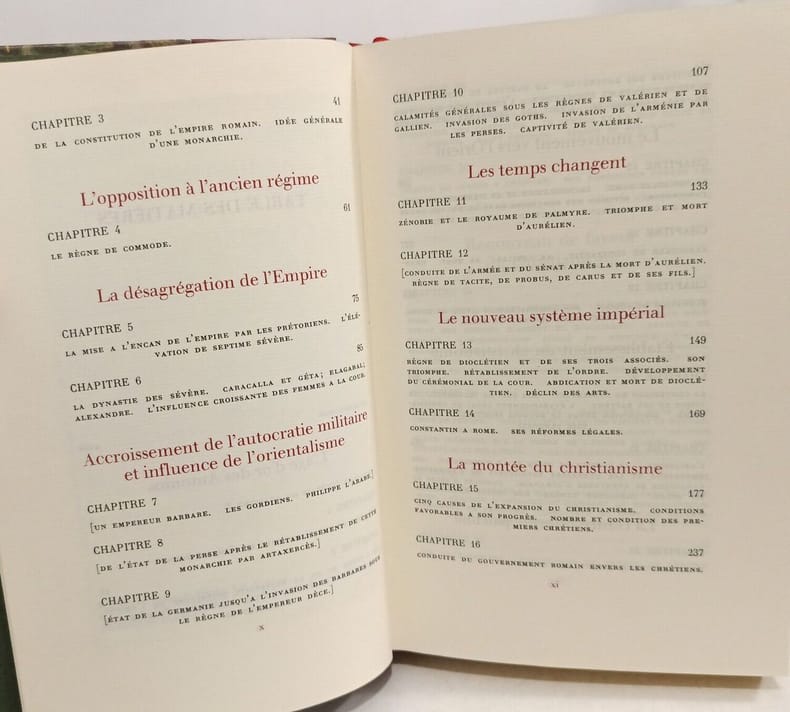 CHAPITRE 3 41
DE LA CONSTITUTION DE L'EMPIRE ROMAIN. IDÉE GÉNÉRALE
D'UNE MONARCHIE.
L'opposition à l'ancien régime
CHAPITRE 4 61
LE RÈGNE DE COMMODE.
La désagrégation de l'Empire
CHAPITRE 5 75
LA MISE A L'ENCAN DE L'EMPIRE PAR LES PRÉTORIENS. L'ÉLÉ-
VATION DE SEPTIME SÉVÈRE.
CHAPITRE 6 85
LA DYNASTIE DES SÉVÈRE. CARACALLA ET GÉTA; ELAGABAL;
ALEXANDRE. L'INFLUENCE CROISSANTE DES FEMMES A LA COUR.
Accroissement de l'autocratie militaire
et influence de l'orientalisme
CHAPITRE 7
[UN EMPEREUR BARBARE. LES GORDIENS. PHILIPPE L'ARABE.]
CHAPITRE 8
[DE L'ÉTAT DE LA PERSE APRÈS LE RÉTABLISSEMENT DE CETTE
MONARCHIE PAR ARTAXERCÈS.]
CHAPITRE 9
[ÉTAT DE LA GERMANIE JUSQU'A L'INVASION DES BARBARES SOUS
LE RÈGNE DE L'EMPEREUR DÈCE.]
X
CHAPITRE 10 107
CALAMITÉS GÉNÉRALES SOUS LES RÈGNES DE VALÉRIEN ET DE
GALLIEN. INVASION DES GOTHS. INVASION DE L'ARMÉNIE PAR
LES PERSES. CAPTIVITÉ DE VALÉRIEN.
Les temps changent
CHAPITRE 11 133
ZÉNOBIE ET LE ROYAUME DE PALMYRE. TRIOMPHE ET MORT
D'AURÉLIEN.
CHAPITRE 12
[CONDUITE DE L'ARMÉE ET DU SÉNAT APRÈS LA MORT D'AURÉLIEN.
RÈGNE DE TACITE, DE PROBUS, DE CARUS ET DE SES FILS.]
Le nouveau système impérial
CHAPITRE 13 149
RÈGNE DE DIOCLÉTIEN ET DE SES TROIS ASSOCIÉS. SON
TRIOMPHE. RÉTABLISSEMENT DE L'ORDRE. DÉVELOPPEMENT
DU CÉRÉMONIAL DE LA COUR. ABDICATION ET MORT DE DIOCLÉ-
TIEN. DÉCLIN DES ARTS.
CHAPITRE 14 169
CONSTANTIN A ROME. SES RÉFORMES LÉGALES.
La montée du christianisme
CHAPITRE 15 177
CINQ CAUSES DE L'EXPANSION DU CHRISTIANISME. CONDITIONS
FAVORABLES A SON PROGRÈS. NOMBRE ET CONDITION DES PRE-
MIERS CHRÉTIENS.
CHAPITRE 16 237
CONDUITE DU GOUVERNEMENT ROMAIN ENVERS LES CHRÉTIENS.
XI